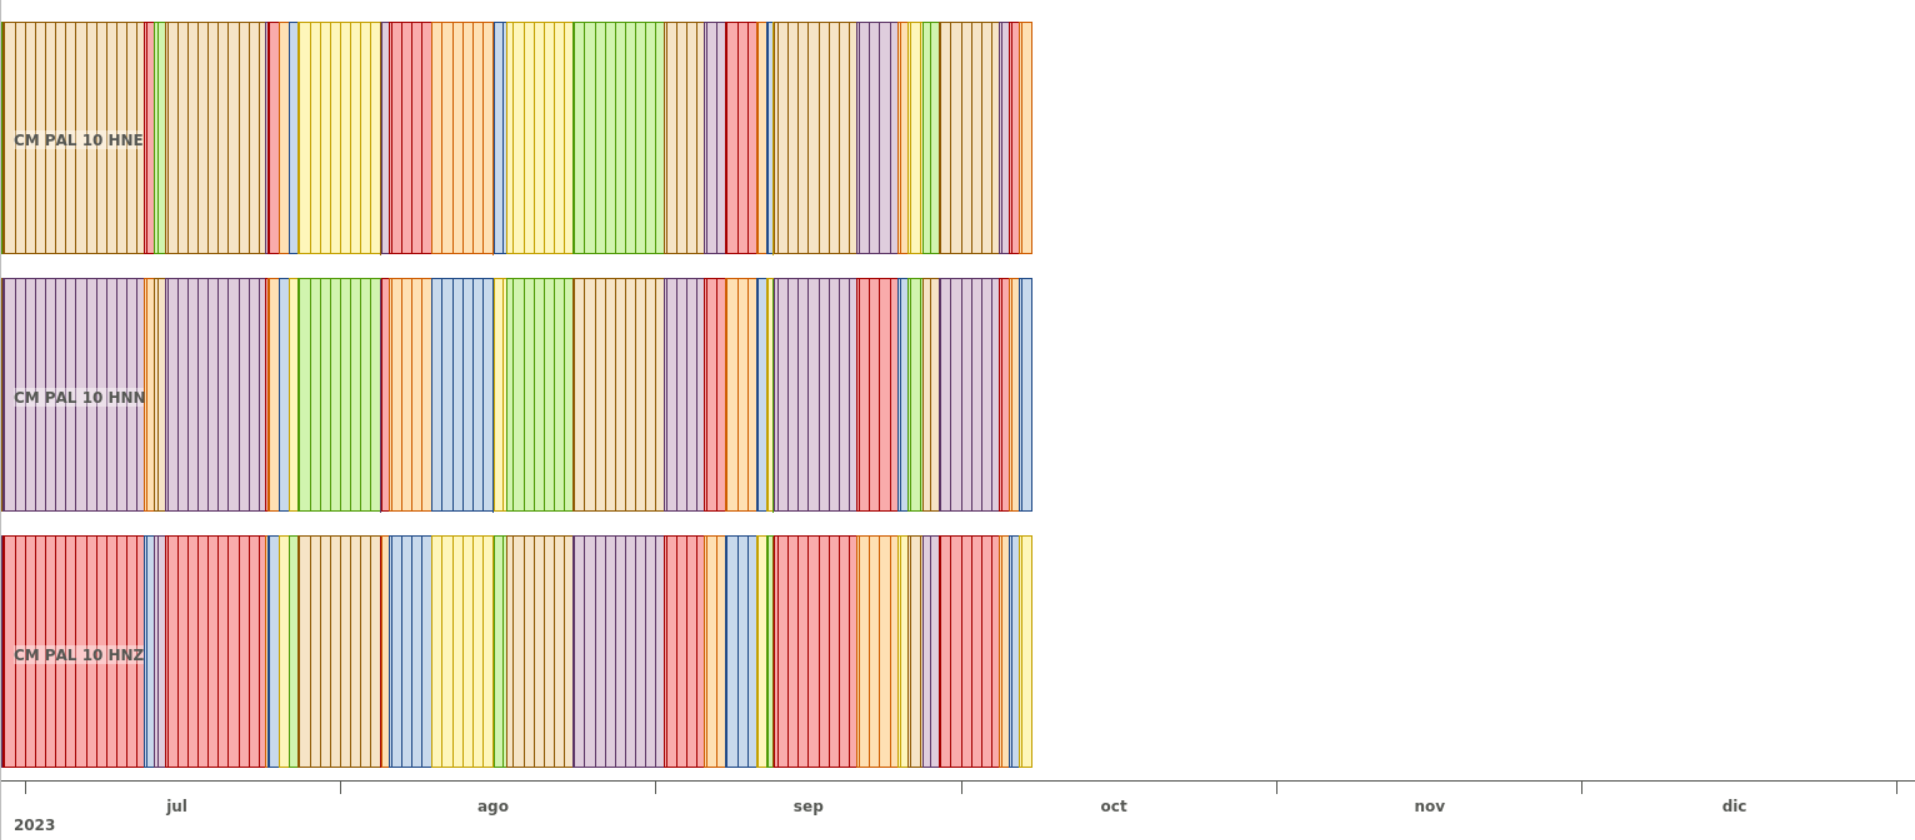 CM PAL 10 HNE
CM PAL 10 HNN
CM PAL 10 HNZ
jul ago sep oct nov dic
2023